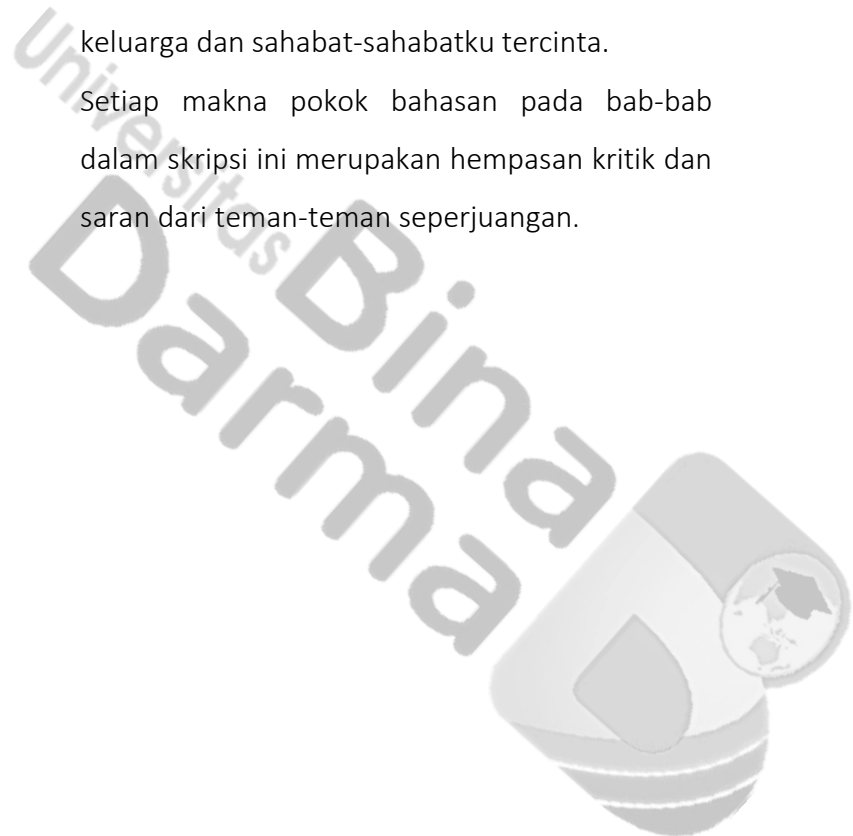 keluarga dan sahabat-sahabatku tercinta.
Setiap makna pokok bahasan pada bab-bab
dalam skripsi ini merupakan hempasan kritik dan
saran dari teman-teman seperjuangan.
Universitas
Bina
Darma